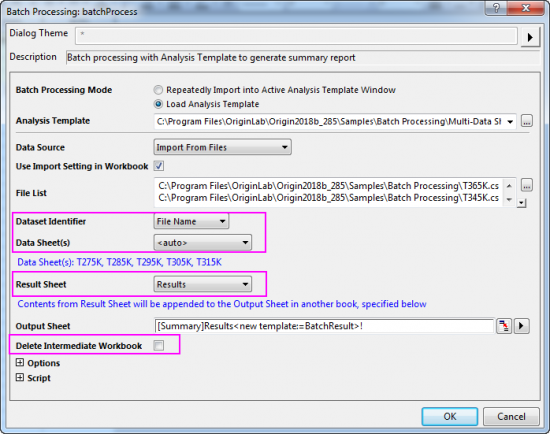 Batch Processing: batchProcess
Dialog Theme *
Description Batch processing with Analysis Template to generate summary report
Batch Processing Mode Repeatedly Import into Active Analysis Template Window
Load Analysis Template
Analysis Template C:\Program Files\OriginLab\Origin2018b_285\Samples\Batch Processing\Multi-Data Sh ...
Data Source Import From Files
Use Import Setting in Workbook
File List C:\Program Files\OriginLab\Origin2018b_285\Samples\Batch Processing\T365K.cs ...
C:\Program Files\OriginLab\Origin2018b_285\Samples\Batch Processing\T345K.cs
Dataset Identifier File Name
Data Sheet(s) <auto>
Data Sheet(s): T275K, T285K, T295K, T305K, T315K
Result Sheet Results
Contents from Result Sheet will be appended to the Output Sheet in another book, specified below
Output Sheet [Summary]Results<new template:=BatchResult>!
Delete Intermediate Workbook
Options
Script
OK Cancel